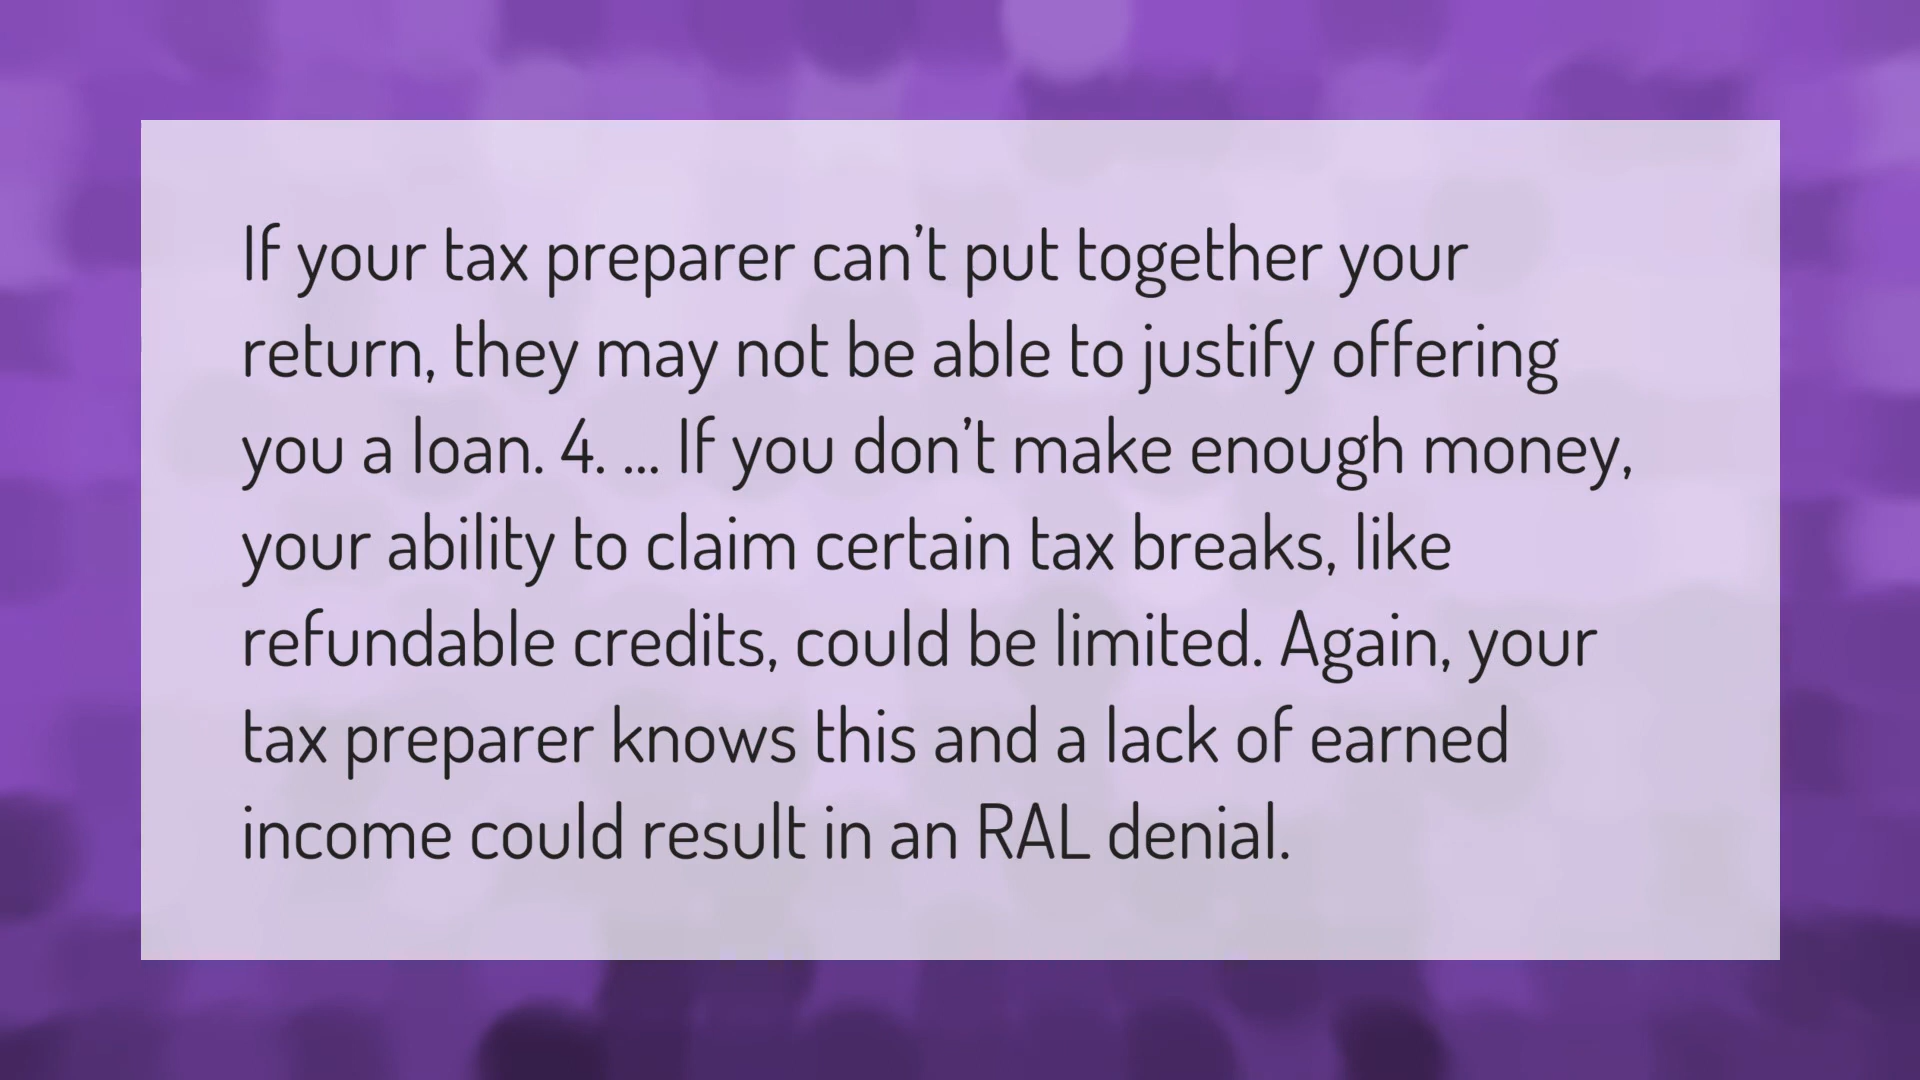 If your tax preparer can't put together your
return, they may not be able to justify offering
you a loan. 4. ... If you don't make enough money,
your ability to claim certain tax breaks, like
refundable credits, could be limited. Again, your
tax preparer knows this and a lack of earned
income could result in an RAL denial.